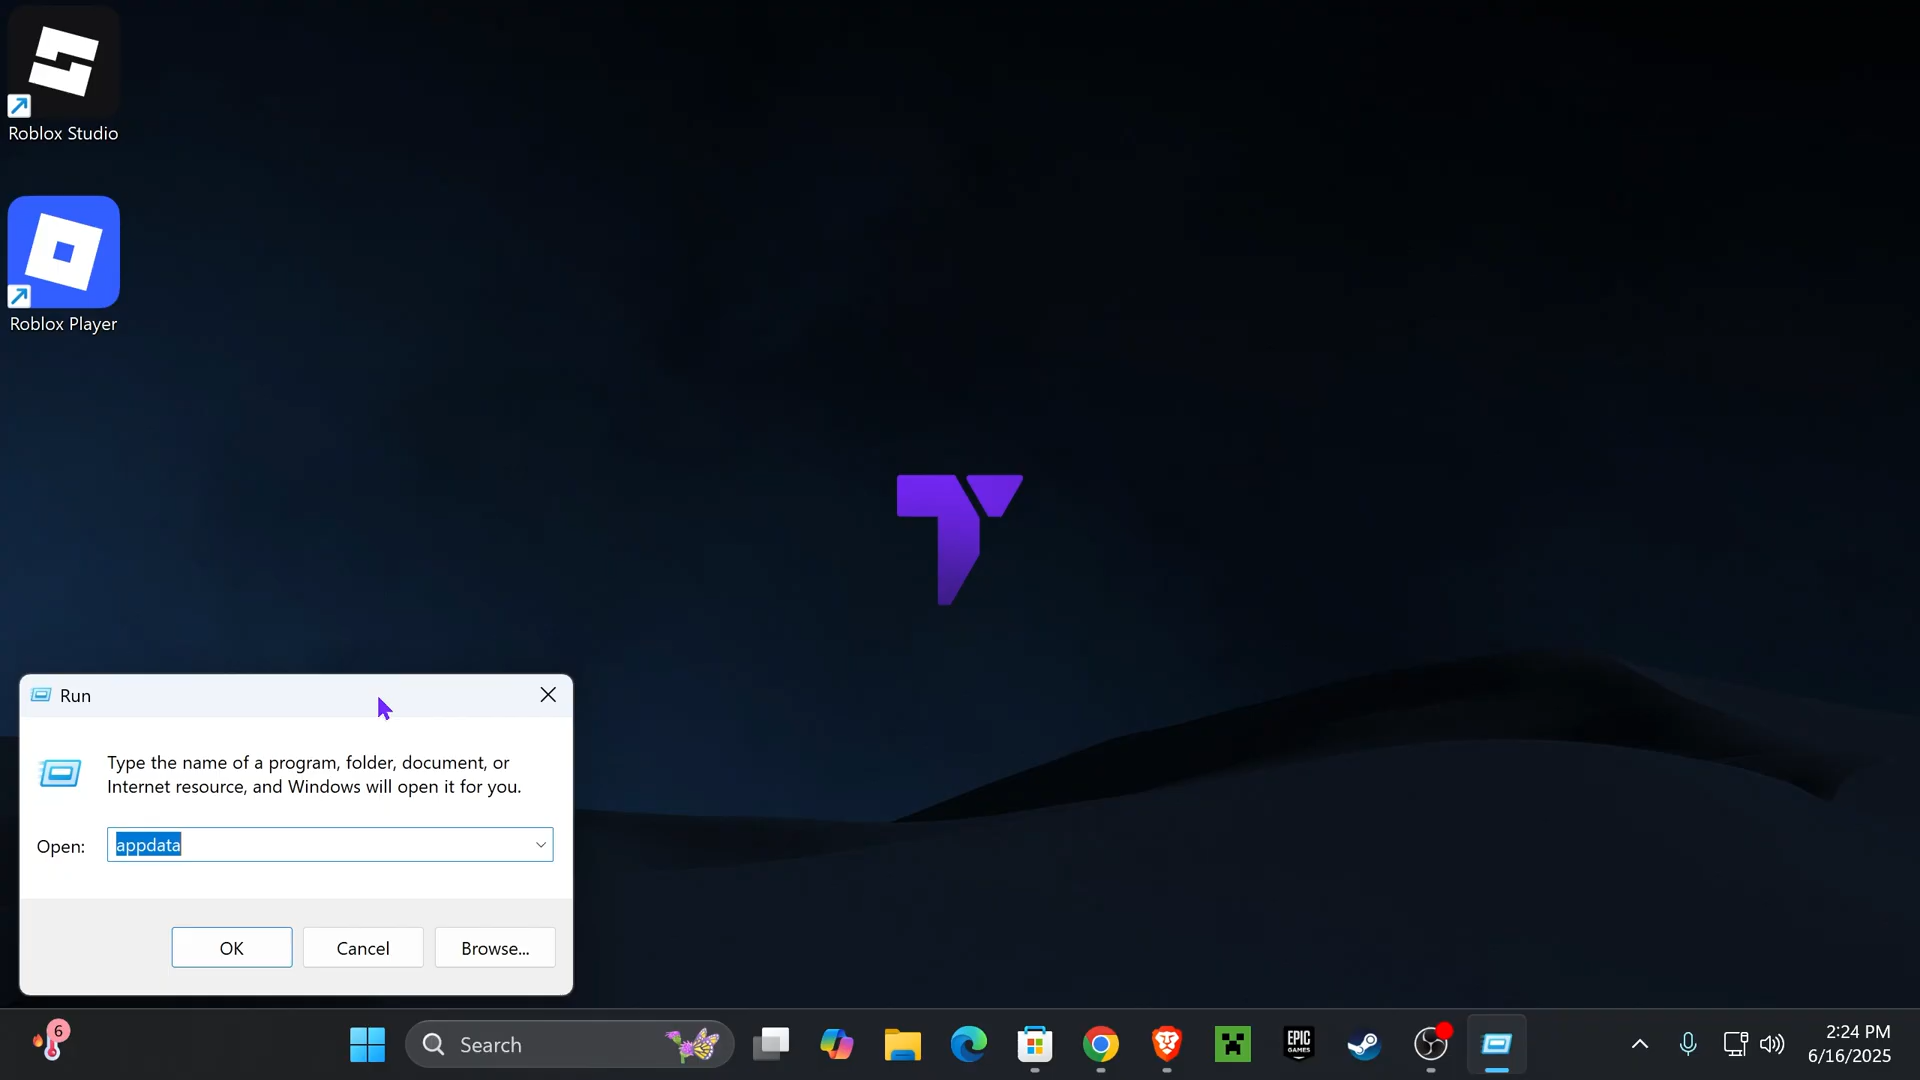 Roblox Studio
Roblox Player
Run
Type the name of a program, folder, document, or
Internet resource, and Windows will open it for you.
Open:
appdata
OK
Cancel
Browse...
6
Search
EPIC
GAMES
2:24 PM
6/16/2025